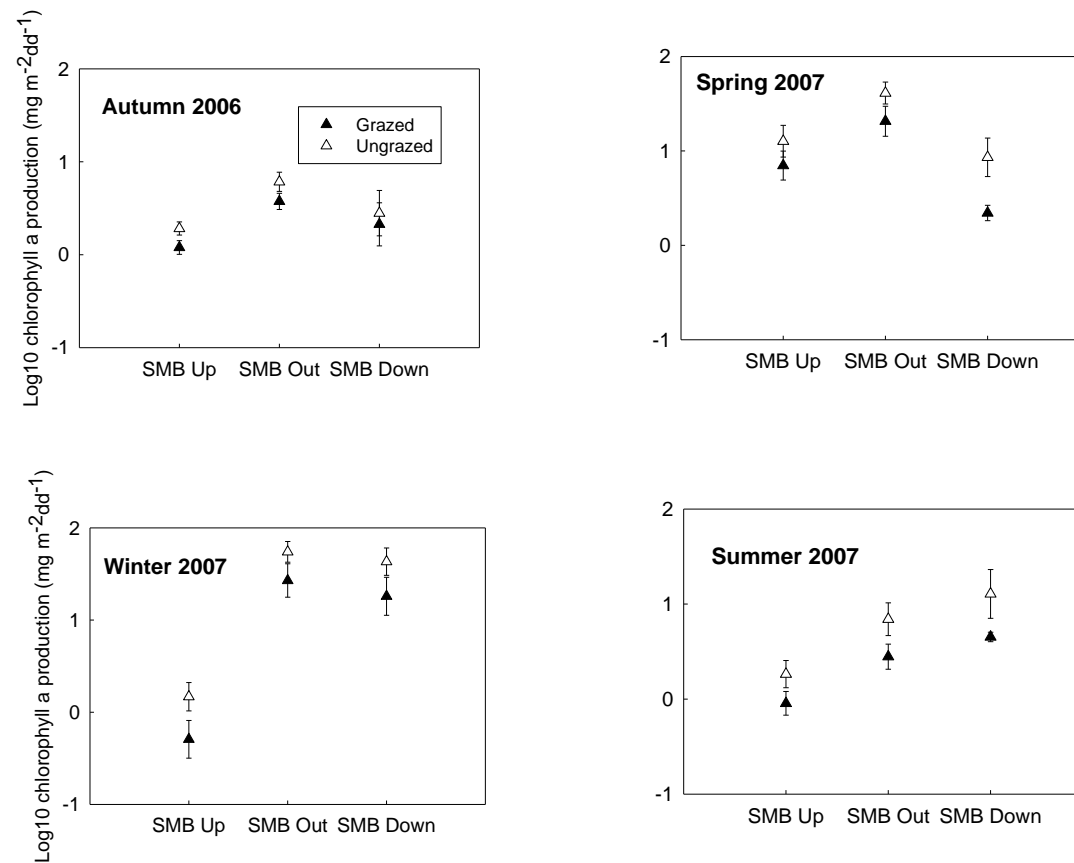 Log10 chlorophyll a production (mg m-2dd-1)
2
1
0
-1
Autumn 2006
Grazed
Ungrazed
SMB Up SMB Out SMB Down
2
1
0
-1
Spring 2007
SMB Up SMB Out SMB Down
Log10 chlorophyll a production (mg m-2dd-1)
2
1
0
-1
Winter 2007
SMB Up SMB Out SMB Down
2
1
0
-1
Summer 2007
SMB Up SMB Out SMB Down